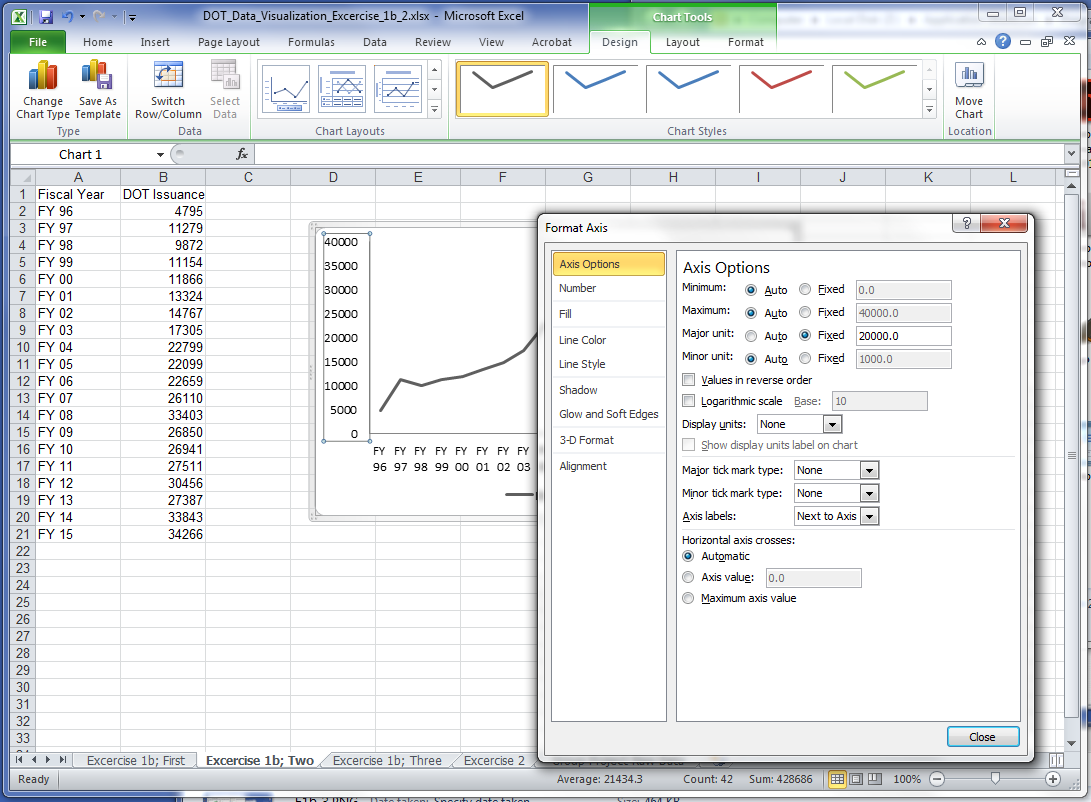 DOT_Data_Visualization_Excercise_1b_2.xlsx - Microsoft Excel
Chart Tools
File Home Insert Page Layout Formulas Data Review View Acrobat Design Layout Format
Change Chart Type
Save As Template
Switch Row/Column
Select Data
Move Chart
Type Data Chart Layouts Chart Styles Location
Chart 1 fx
A B C D E F G H I J K L
1 Fiscal Year DOT Issuance
2 FY 96 4795
3 FY 97 11279
4 FY 98 9872
5 FY 99 11154
6 FY 00 11866
7 FY 01 13324
8 FY 02 14767
9 FY 03 17305
10 FY 04 22799
11 FY 05 22099
12 FY 06 22659
13 FY 07 26110
14 FY 08 33403
15 FY 09 26850
16 FY 10 26941
17 FY 11 27511
18 FY 12 30456
19 FY 13 27387
20 FY 14 33843
21 FY 15 34266
22
23
24
25
26
27
28
29
30
31
32
33
40000
35000
30000
25000
20000
15000
10000
5000
0
FY FY FY FY FY FY FY FY
96 97 98 99 00 01 02 03
Format Axis
Axis Options
Number
Fill
Line Color
Line Style
Shadow
Glow and Soft Edges
3-D Format
Alignment
Axis Options
Minimum: Auto Fixed 0.0
Maximum: Auto Fixed 40000.0
Major unit: Auto Fixed 20000.0
Minor unit: Auto Fixed 1000.0
Values in reverse order
Logarithmic scale Base: 10
Display units: None
Show display units label on chart
Major tick mark type: None
Minor tick mark type: None
Axis labels: Next to Axis
Horizontal axis crosses:
Automatic
Axis value: 0.0
Maximum axis value
Close
Excercise 1b; First Excercise 1b; Two Excercise 1b; Three Excercise 2
Ready Average: 21434.3 Count: 42 Sum: 428686 100%